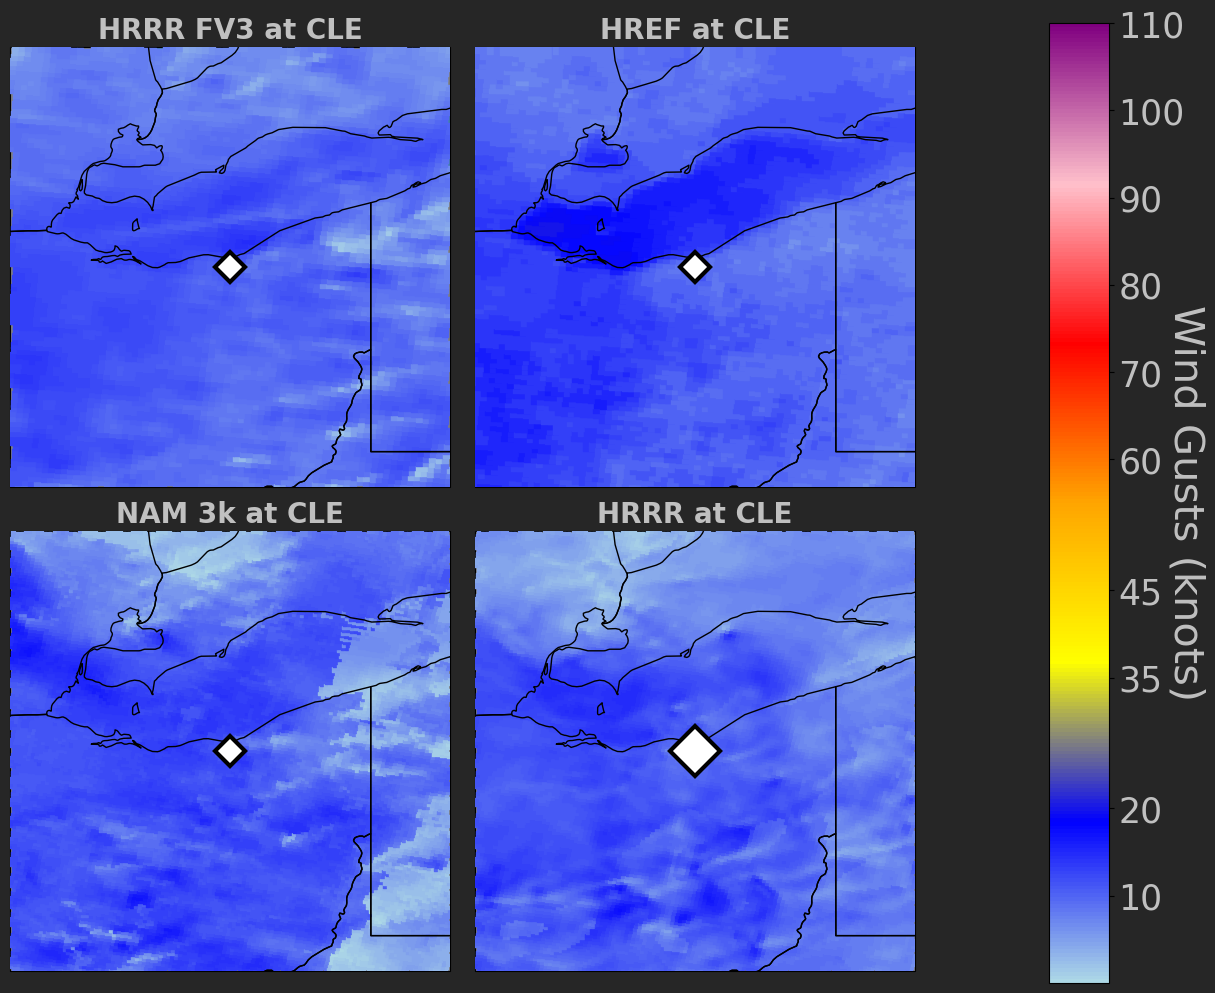 HRRR FV3 at CLE
HREF at CLE
NAM 3k at CLE
HRRR at CLE
110
100
90
80
70
60
45
35
20
10
Wind Gusts (knots)